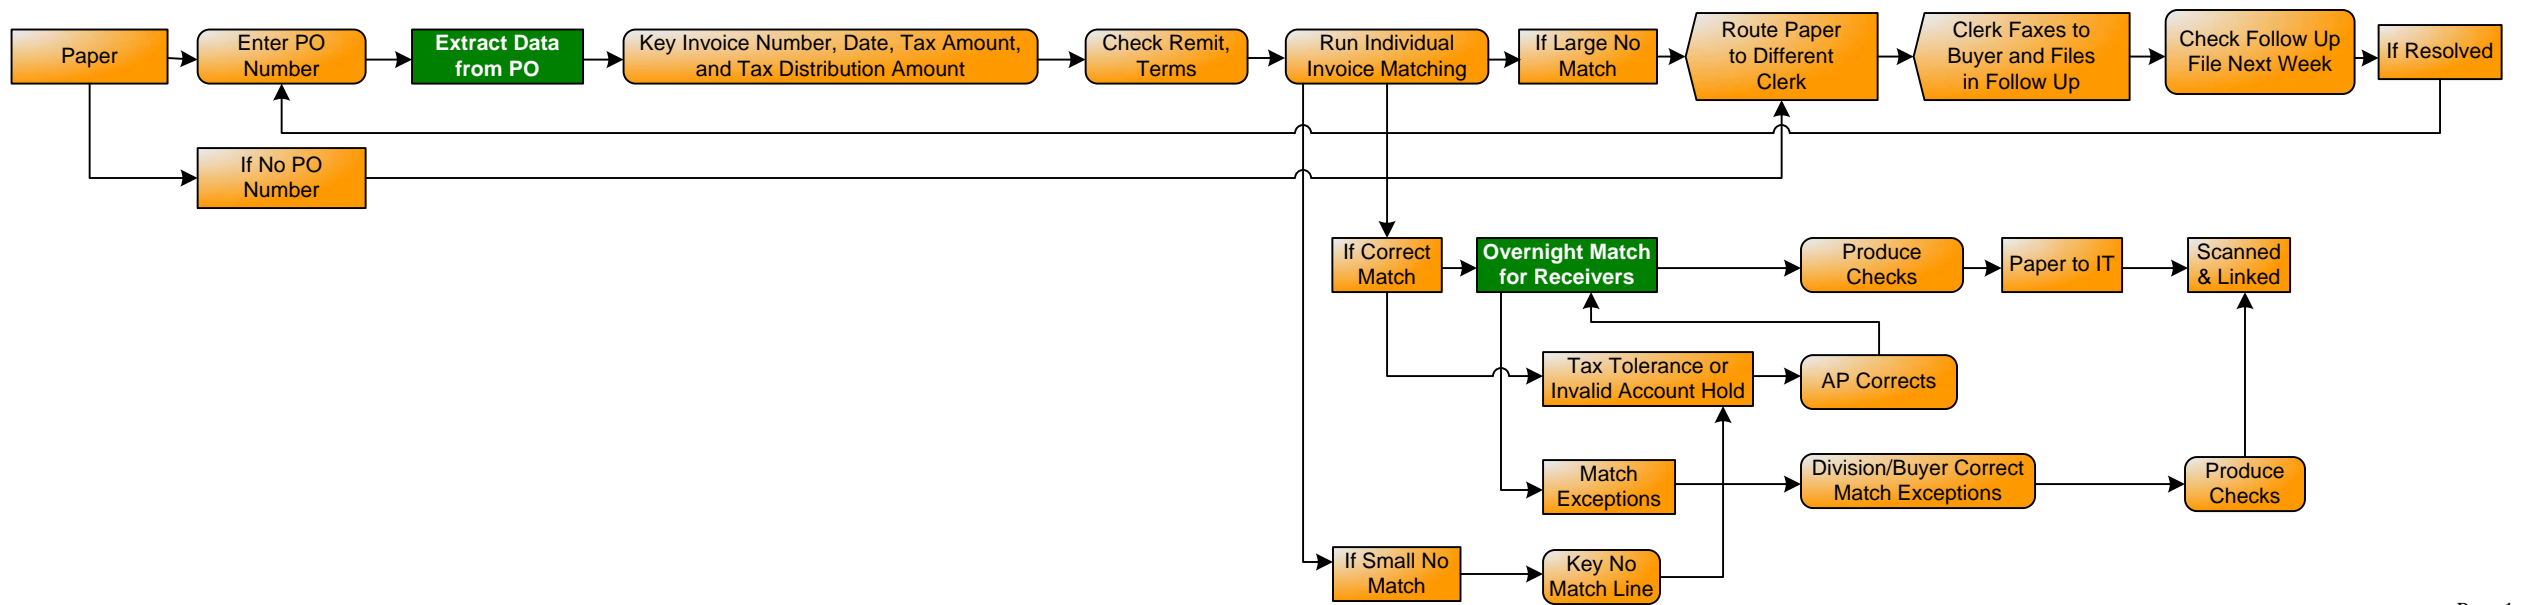 Paper
Enter PO
Number
Extract Data
from PO
Key Invoice Number, Date, Tax Amount,
and Tax Distribution Amount
Check Remit,
Terms
Run Individual
Invoice Matching
If Large No
Match
Route Paper
to Different
Clerk
Clerk Faxes to
Buyer and Files
in Follow Up
Check Follow Up
File Next Week
If Resolved
If No PO
Number
If Correct
Match
Overnight Match
for Receivers
Produce
Checks
Paper to IT
Scanned
& Linked
Tax Tolerance or
Invalid Account Hold
AP Corrects
Match
Exceptions
Division/Buyer Correct
Match Exceptions
Produce
Checks
If Small No
Match
Key No
Match Line